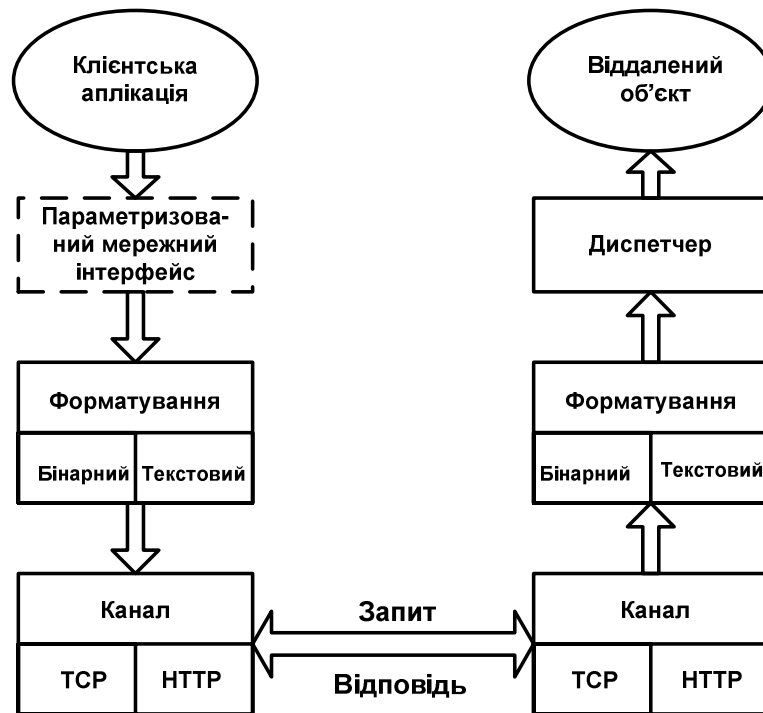 Клієнтська
аплікація
Параметризова-
ний мережний
інтерфейс
Форматування
Бінарний Текстовий
Канал
TCP HTTP
Запит
Відповідь
Віддалений
об’єкт
Диспетчер
Форматування
Бінарний Текстовий
Канал
TCP HTTP